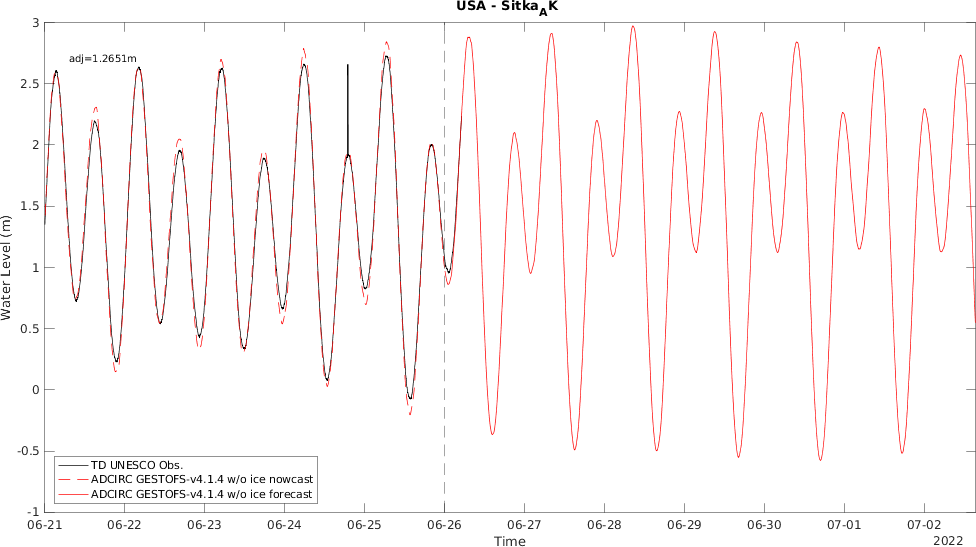 USA - Sitka_AK
3
2.5
2
1.5
1
0.5
0
-0.5
-1
Water Level (m)
adj=1.2651m
TD UNESCO Obs.
ADCIRC GESTOFS-v4.1.4 w/o ice nowcast
ADCIRC GESTOFS-v4.1.4 w/o ice forecast
06-21 06-22 06-23 06-24 06-25 06-26 06-27 06-28 06-29 06-30 07-01 07-02
Time
2022